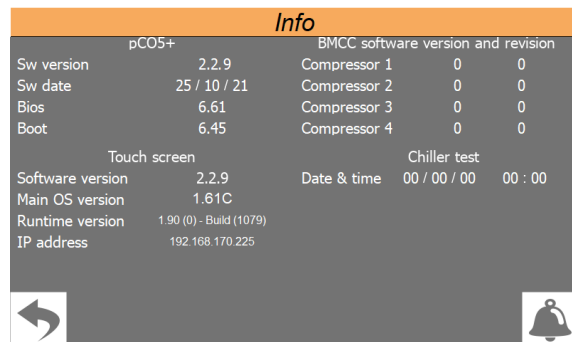 Info
pCO5+
Sw version 2.2.9
Sw date 25 / 10 / 21
Bios 6.61
Boot 6.45
BMCC software version and revision
Compressor 1 0 0
Compressor 2 0 0
Compressor 3 0 0
Compressor 4 0 0
Touch screen
Software version 2.2.9
Main OS version 1.61C
Runtime version 1.90 (0) - Build (1079)
IP address 192.168.170.225
Chiller test
Date & time 00 / 00 / 00 00 : 00